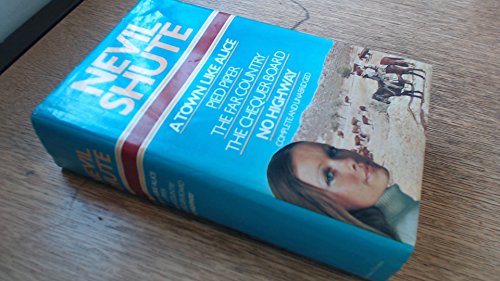 NEVIL
SHUTE
A TOWN LIKE ALICE
PIED PIPER
THE FAR COUNTRY
THE CHEQUER BOARD
NO HIGHWAY
COMPLETE AND UNABRIDGED
NEVIL
SHUTE